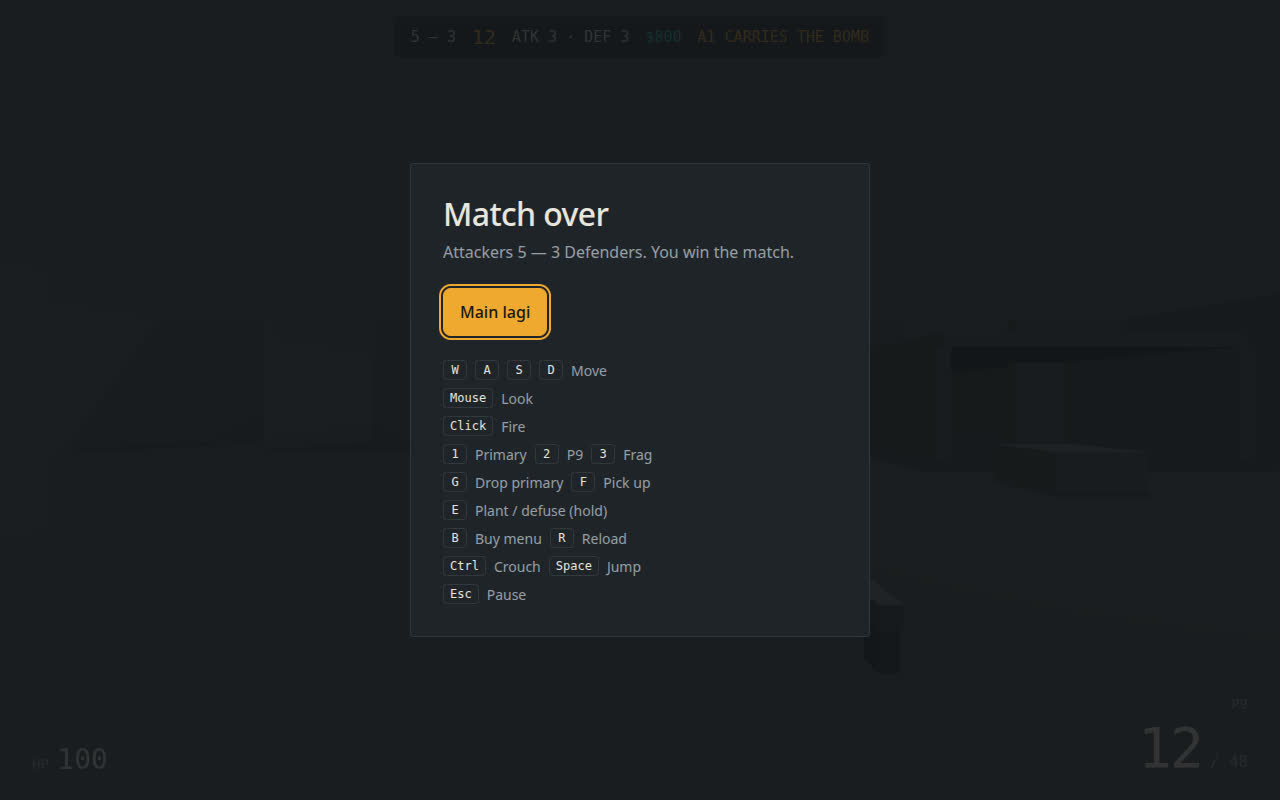 5 — 3 12 ATK 3 · DEF 3 $800 A1 CARRIES THE BOMB
Match over
Attackers 5 — 3 Defenders. You win the match.
Main lagi
W A S D Move
Mouse Look
Click Fire
1 Primary 2 P9 3 Frag
G Drop primary F Pick up
E Plant / defuse (hold)
B Buy menu R Reload
Ctrl Crouch Space Jump
Esc Pause
P9
HP 100
12 / 48